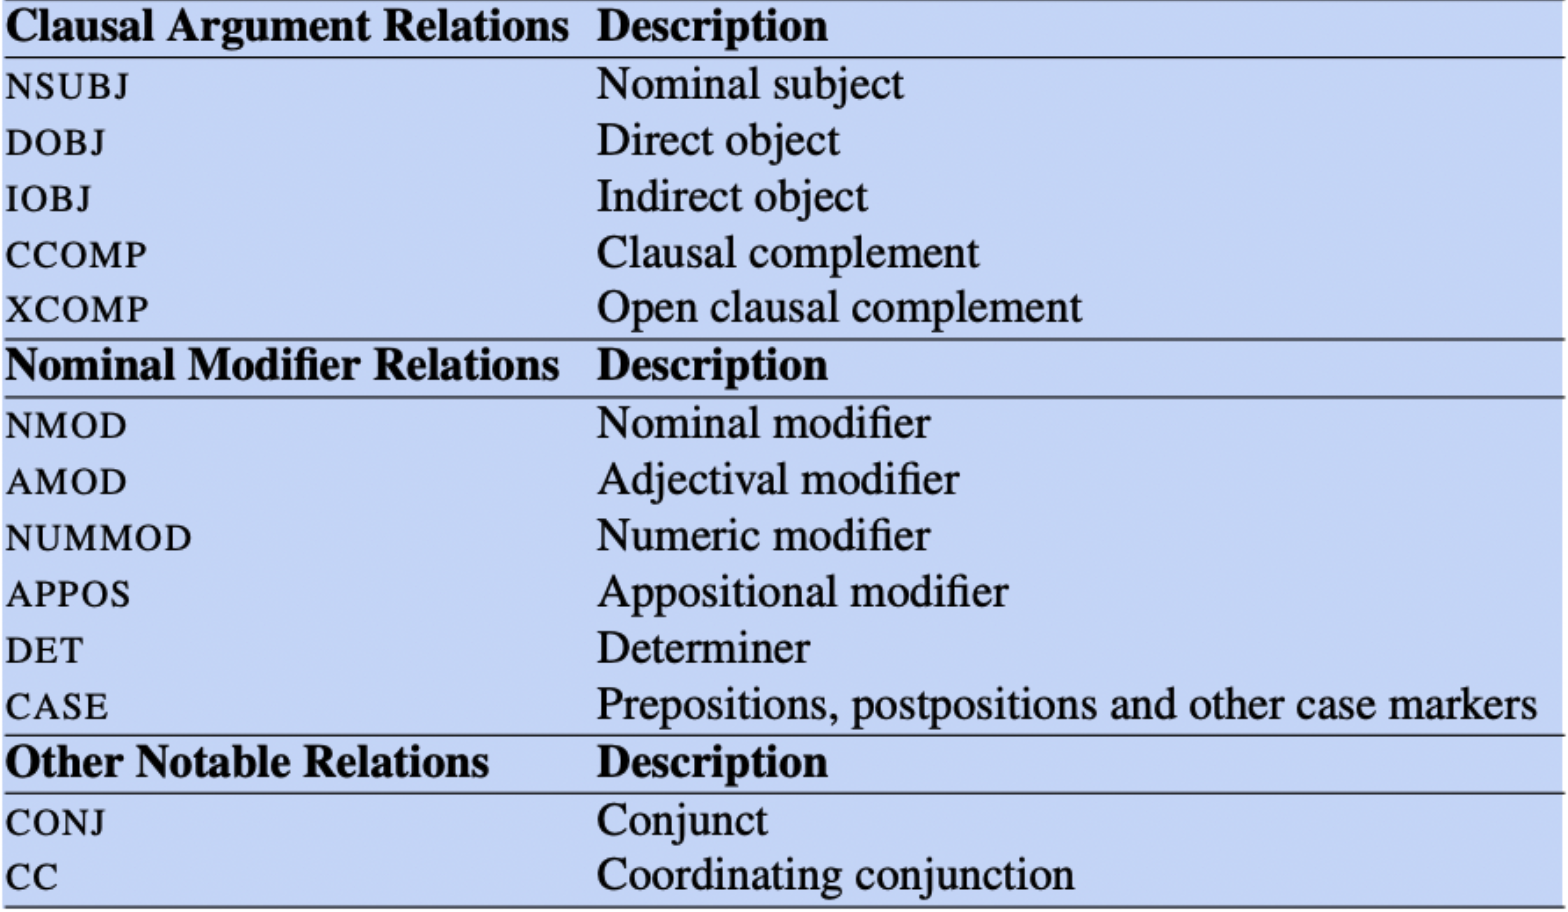 Clausal Argument Relations Description
NSUBJ Nominal subject
DOBJ Direct object
IOBJ Indirect object
CCOMP Clausal complement
XCOMP Open clausal complement
Nominal Modifier Relations Description
NMOD Nominal modifier
AMOD Adjectival modifier
NUMMOD Numeric modifier
APPOS Appositional modifier
DET Determiner
CASE Prepositions, postpositions and other case markers
Other Notable Relations Description
CONJ Conjunct
CC Coordinating conjunction